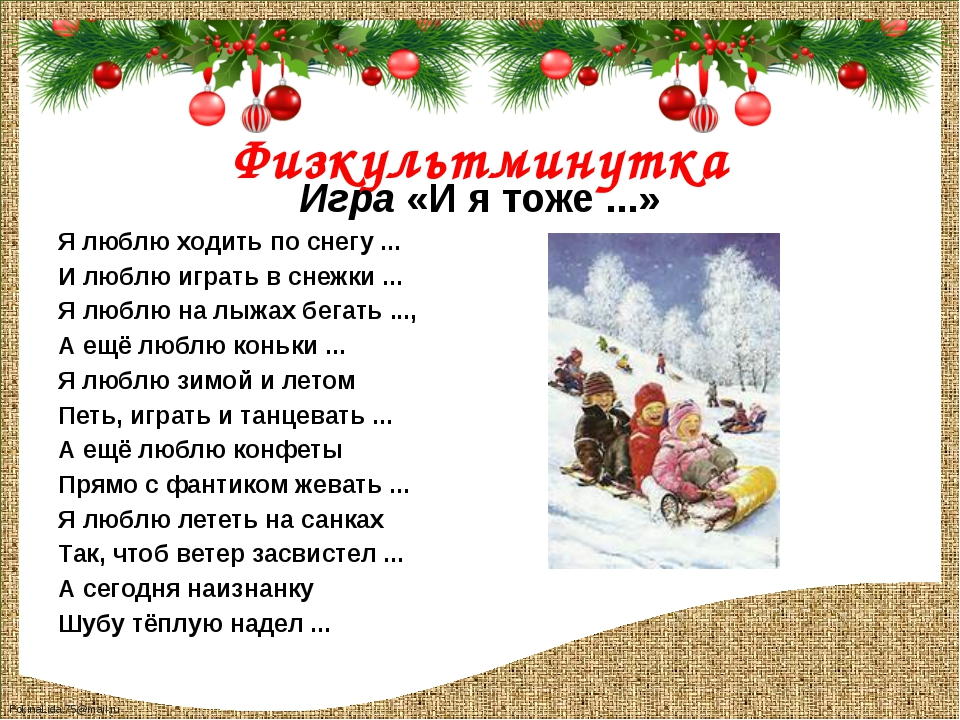 Физкультминутка
Игра «И я тоже ...»
Я люблю ходить по снегу ...
И люблю играть в снежки ...
Я люблю на лыжах бегать ...,
А ещё люблю коньки ...
Я люблю зимой и летом
Петь, играть и танцевать ...
А ещё люблю конфеты
Прямо с фантиком жевать ...
Я люблю лететь на санках
Так, чтоб ветер засвистел ...
А сегодня наизнанку
Шубу тёплую надел ...
FokinaLida.75@mail.ru